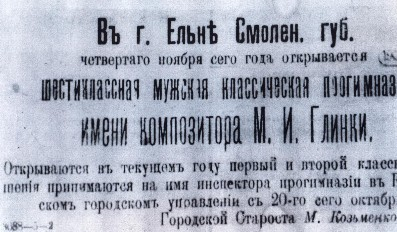 Въ г. Ельнѣ Смолен. губ.
четвертаго ноября сего года открывается
шестиклассная мужская классическая прогимназ
имени композитора М. И. Глинки.
Открываются въ текущемъ году первый и второй класс
шенія принимаются на имя инспектора прогимназіи въ Е
скомъ городскомъ управленіи съ 20-го сего октябр
Городской Староста М. Козьменко
88—5—2